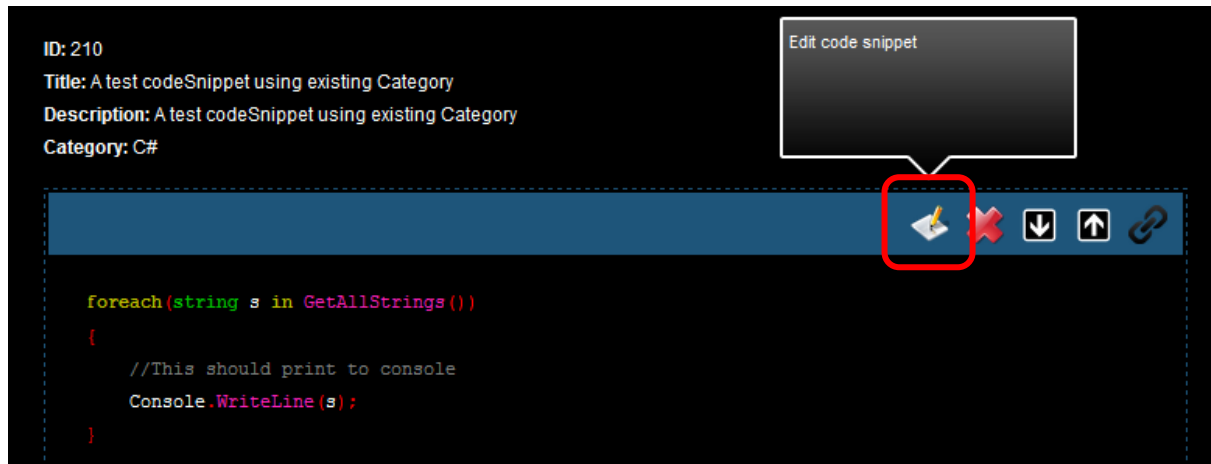 ID: 210
Title: A test codeSnippet using existing Category
Description: A test codeSnippet using existing Category
Category: C#
Edit code snippet
foreach(string s in GetAllStrings())
{
//This should print to console
Console.WriteLine(s);
}